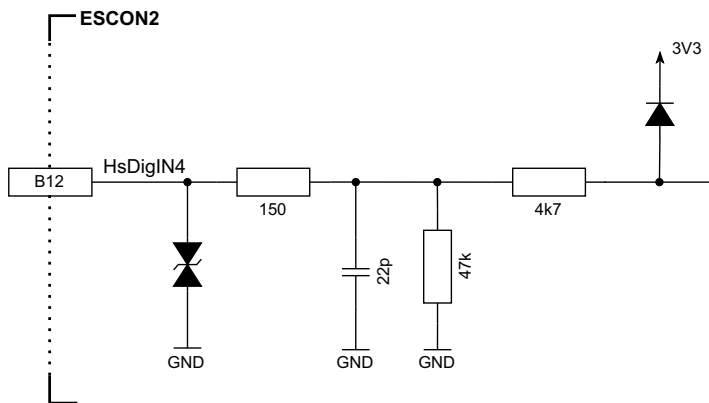 ESCON2
3V3
HsDigIN4
B12
150
4k7
22p
47k
GND
GND
GND